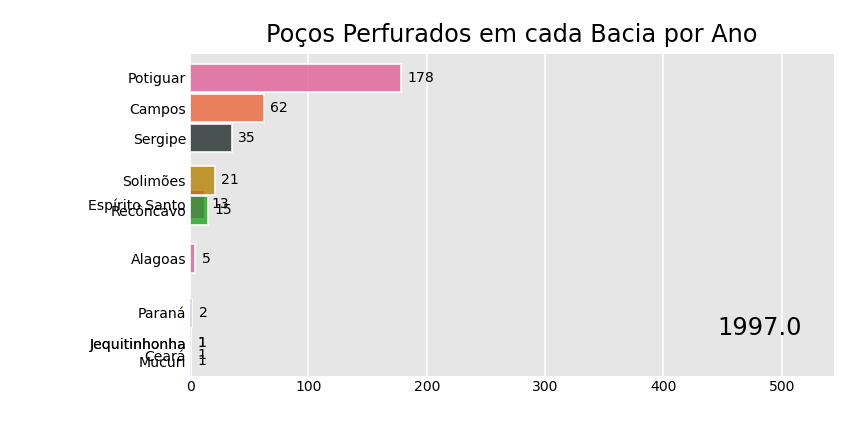 Poços Perfurados em cada Bacia por Ano
Potiguar 178
Campos 62
Sergipe 35
Solimões 21
Espírito Santo 13
Recôncavo 15
Alagoas 5
Paraná 2
1997.0
Jequitinhonha 1
Ceará 1
Mucuri 1
0 100 200 300 400 500